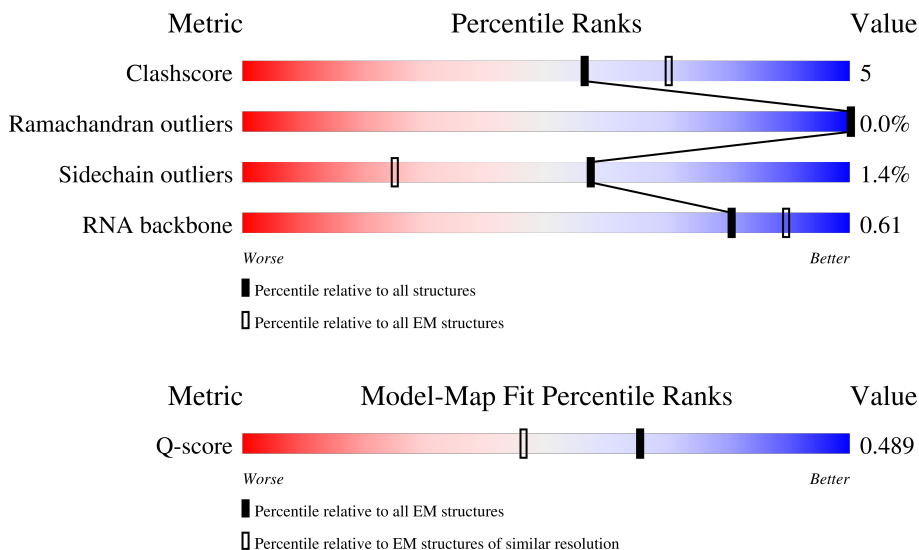 Metric Percentile Ranks Value
Clashscore 5
Ramachandran outliers 0.0%
Sidechain outliers 1.4%
RNA backbone 0.61
Worse Better
Percentile relative to all structures
Percentile relative to all EM structures
Metric Model-Map Fit Percentile Ranks Value
Q-score 0.489
Worse Better
Percentile relative to all EM structures
Percentile relative to EM structures of similar resolution